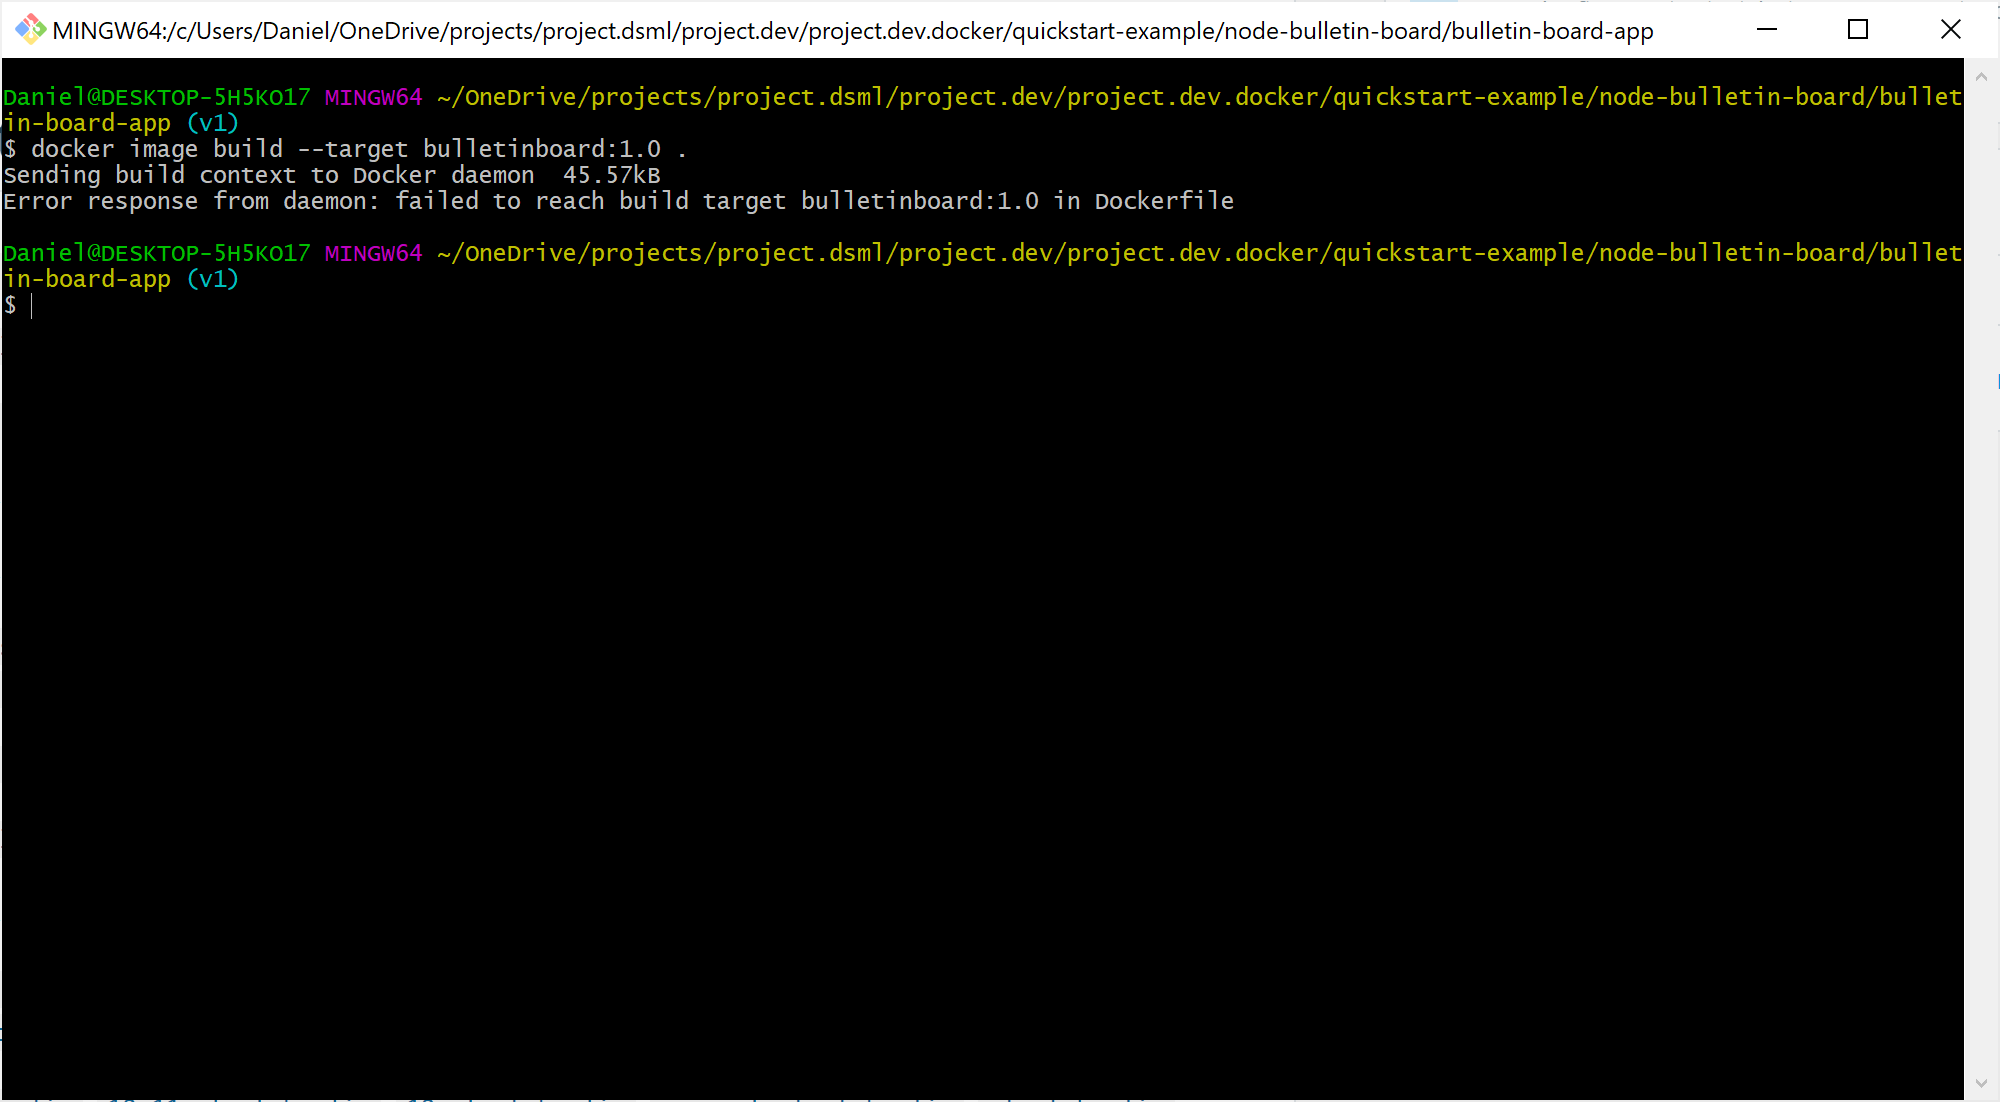 MINGW64:/c/Users/Daniel/OneDrive/projects/project.dsml/project.dev/project.dev.docker/quickstart-example/node-bulletin-board/bulletin-board-app
Daniel@DESKTOP-5H5KO17 MINGW64 ~/OneDrive/projects/project.dsml/project.dev/project.dev.docker/quickstart-example/node-bulletin-board/bullet
in-board-app (v1)
$ docker image build --target bulletinboard:1.0 .
Sending build context to Docker daemon  45.57kB
Error response from daemon: failed to reach build target bulletinboard:1.0 in Dockerfile
Daniel@DESKTOP-5H5KO17 MINGW64 ~/OneDrive/projects/project.dsml/project.dev/project.dev.docker/quickstart-example/node-bulletin-board/bullet
in-board-app (v1)
$